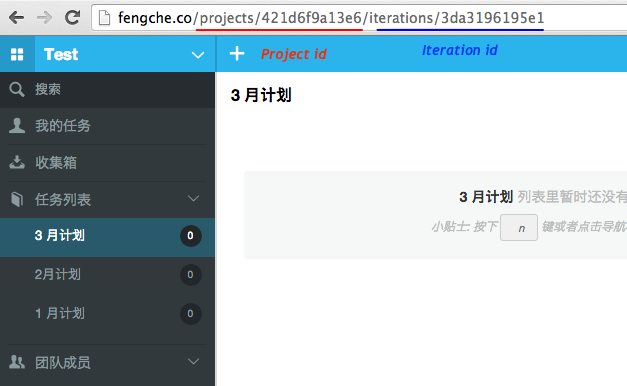 fengche.co/projects/421d6f9a13e6/iterations/3da3196195e1
Test
Project id
Iteration id
搜索
3 月计划
我的任务
收集箱
任务列表
3 月计划 列表里暂时还没有
小贴士: 按下 n 键或者点击导航
3 月计划 0
2月计划 0
1 月计划 0
团队成员